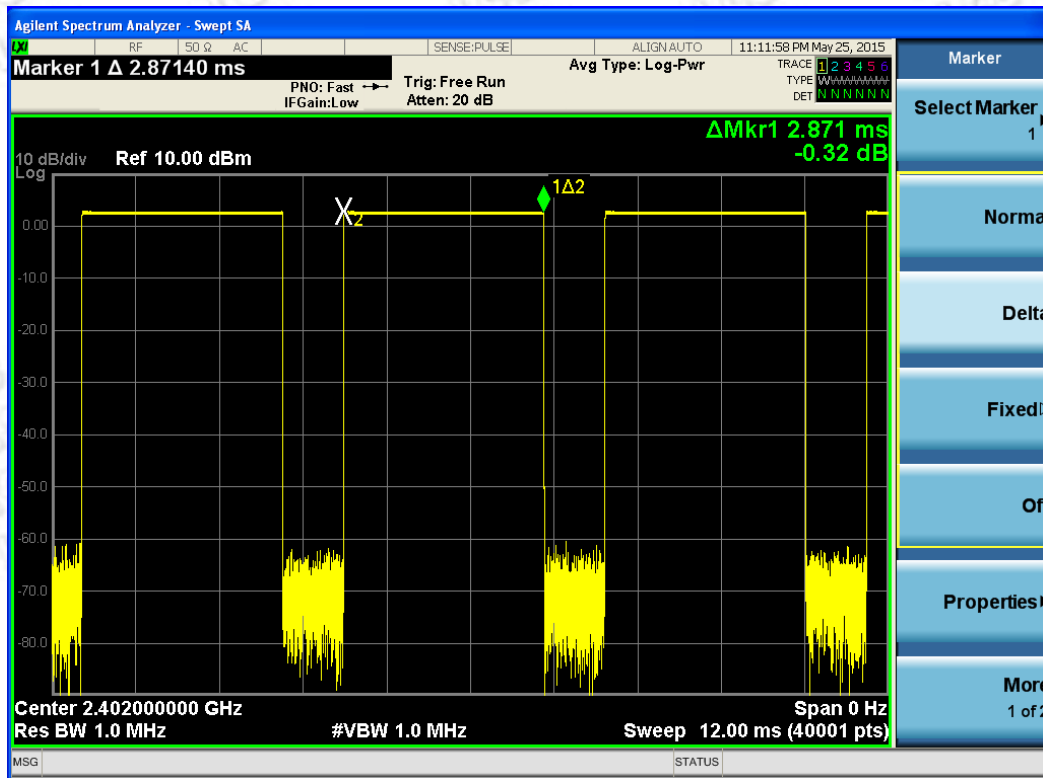 Agilent Spectrum Analyzer - Swept SA
LXI RF 50 Ω AC SENSE:PULSE ALIGN AUTO 11:11:58 PM May 25, 2015
Marker 1 Δ 2.87140 ms
PNO: Fast
IFGain:Low
Trig: Free Run
Atten: 20 dB
Avg Type: Log-Pwr
TRACE 1 2 3 4 5 6
TYPE
DET N N N N N N
ΔMkr1 2.871 ms
-0.32 dB
10 dB/div Ref 10.00 dBm
Log
1Δ2
X2
0.00
-10.0
-20.0
-30.0
-40.0
-50.0
-60.0
-70.0
-80.0
Center 2.402000000 GHz Span 0 Hz
Res BW 1.0 MHz #VBW 1.0 MHz Sweep 12.00 ms (40001 pts)
MSG STATUS
Marker
Select Marker
1
Norma
Delta
Fixed
Of
Properties
More
1 of 2